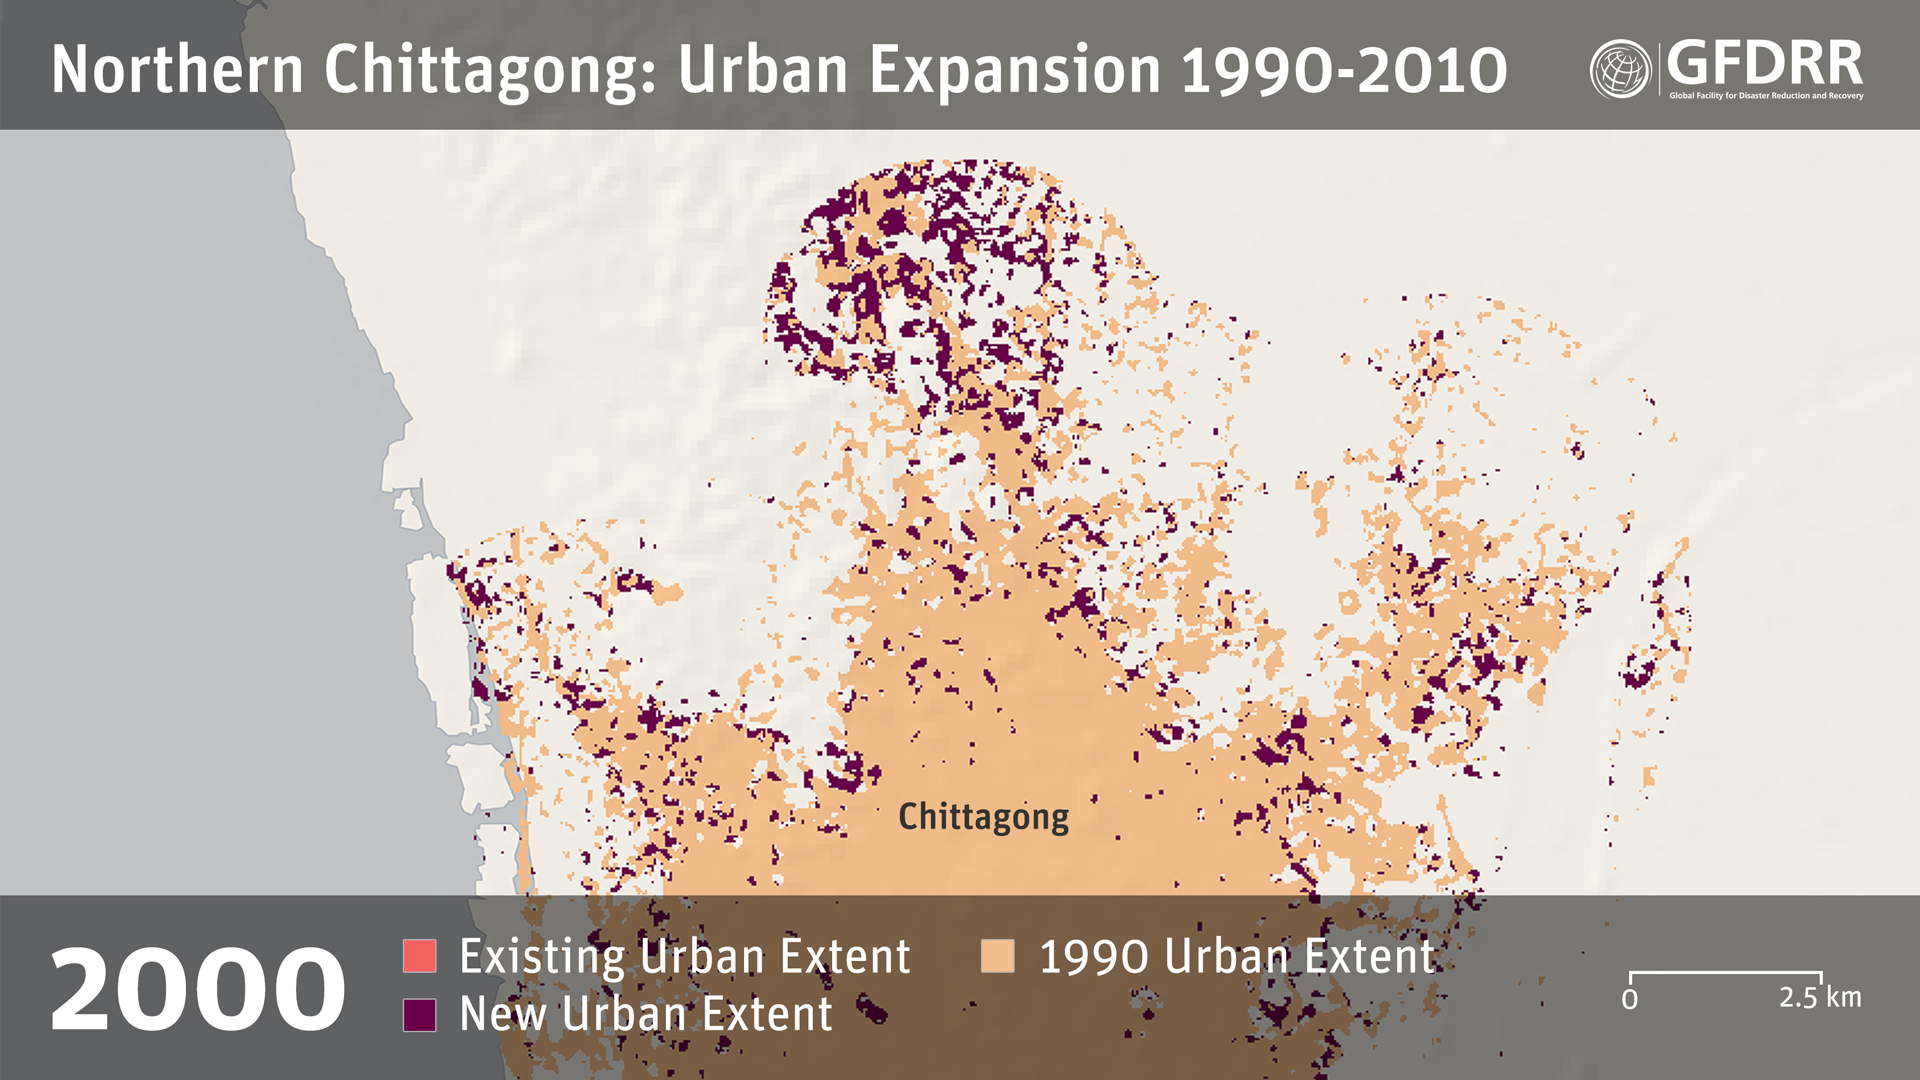 Northern Chittagong: Urban Expansion 1990-2010
GFDRR
Global Facility for Disaster Reduction and Recovery
Chittagong
2000
Existing Urban Extent
1990 Urban Extent
New Urban Extent
0
2.5 km